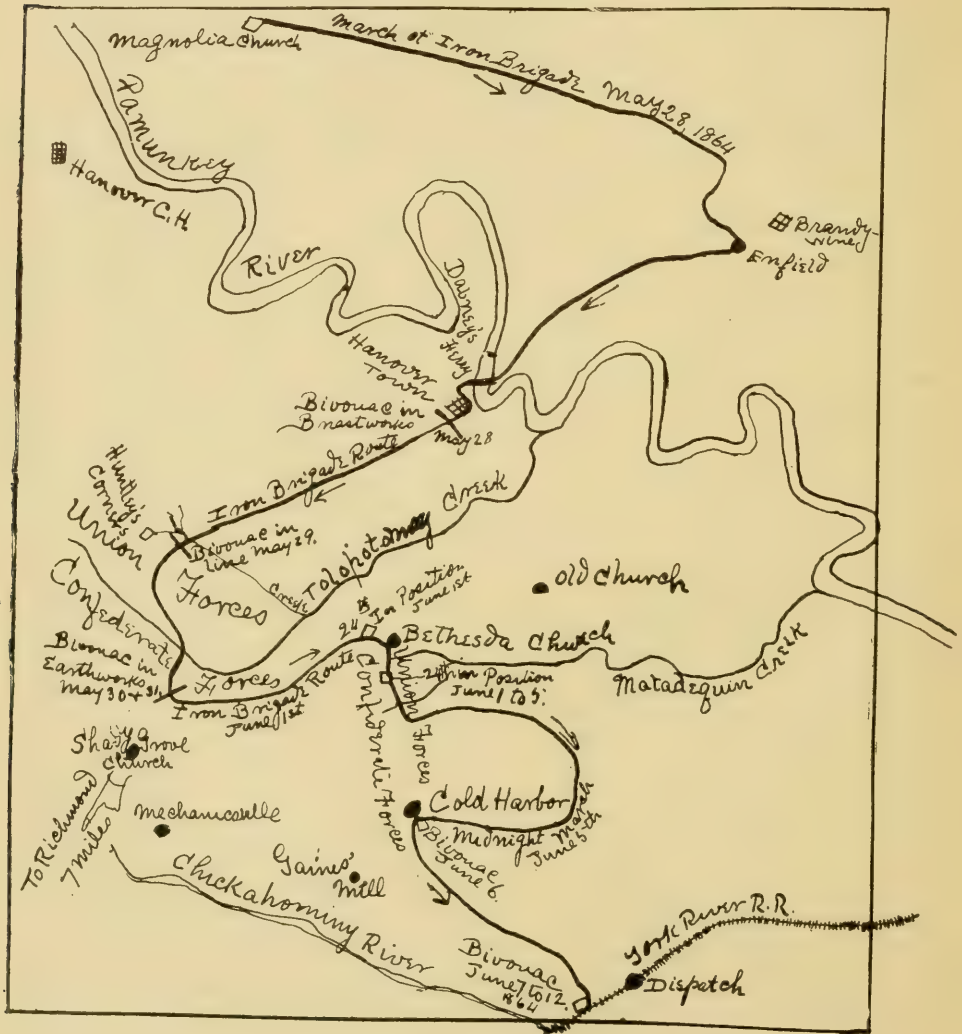 Magnolia Church
March of Iron Brigade May 28, 1864
Pamunkey
River
Hanover C.H.
Brandy-
wine
Enfield
Dabney's
Ferry
Hanover
Town
Bivouac in
Breastworks
May 28
Iron Brigade Route
Huntley's
Corners
Union
Forces
Bivouac in
line May 29.
Creek
Tolopotomoy Creek
Confederate
Forces
Old Church
24th In Position
June 1st
Bethesda Church
Bivouac in
Earthworks
May 30 & 31
Iron Brigade Route
June 1st
24th in Position
June 1 to 5.
Matadequin Creek
Union Forces
Confederate Forces
Shady Grove
Church
To Richmond
7 miles
Mechanicsville
Cold Harbor
Midnight March
June 5th
Bivouac
June 6.
Gaines'
Mill
Chickahominy River
York River R.R.
Bivouac
June 7 to 12.
1864
Dispatch